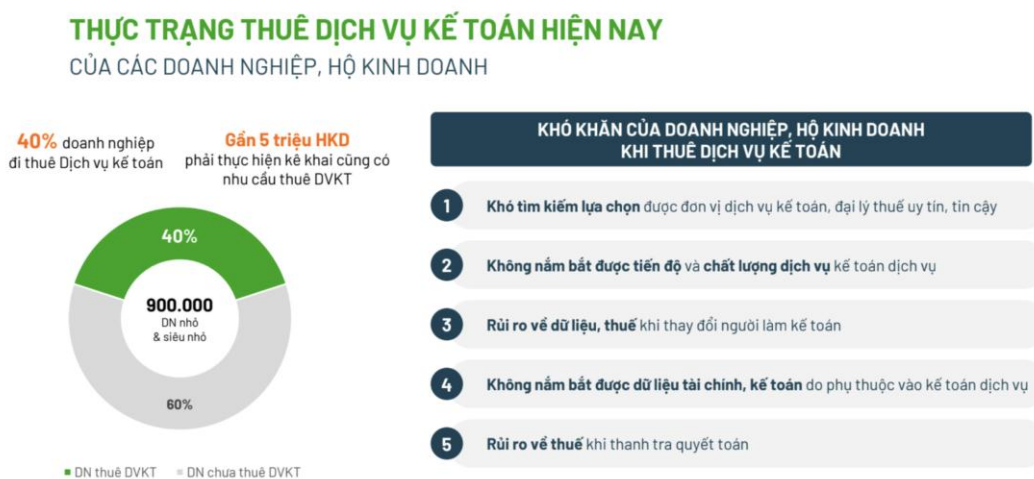 THỰC TRẠNG THUÊ DỊCH VỤ KẾ TOÁN HIỆN NAY
CỦA CÁC DOANH NGHIỆP, HỘ KINH DOANH
40% doanh nghiệp
đi thuê Dịch vụ kế toán
Gần 5 triệu HKD
phải thực hiện kê khai cũng có
nhu cầu thuê DVKT
40%
900.000
DN nhỏ
& siêu nhỏ
60%
DN thuê DVKT
DN chưa thuê DVKT
KHÓ KHĂN CỦA DOANH NGHIỆP, HỘ KINH DOANH
KHI THUÊ DỊCH VỤ KẾ TOÁN
1 Khó tìm kiếm lựa chọn được đơn vị dịch vụ kế toán, đại lý thuế uy tín, tin cậy
2 Không nắm bắt được tiến độ và chất lượng dịch vụ kế toán dịch vụ
3 Rủi ro về dữ liệu, thuế khi thay đổi người làm kế toán
4 Không nắm bắt được dữ liệu tài chính, kế toán do phụ thuộc vào kế toán dịch vụ
5 Rủi ro về thuế khi thanh tra quyết toán